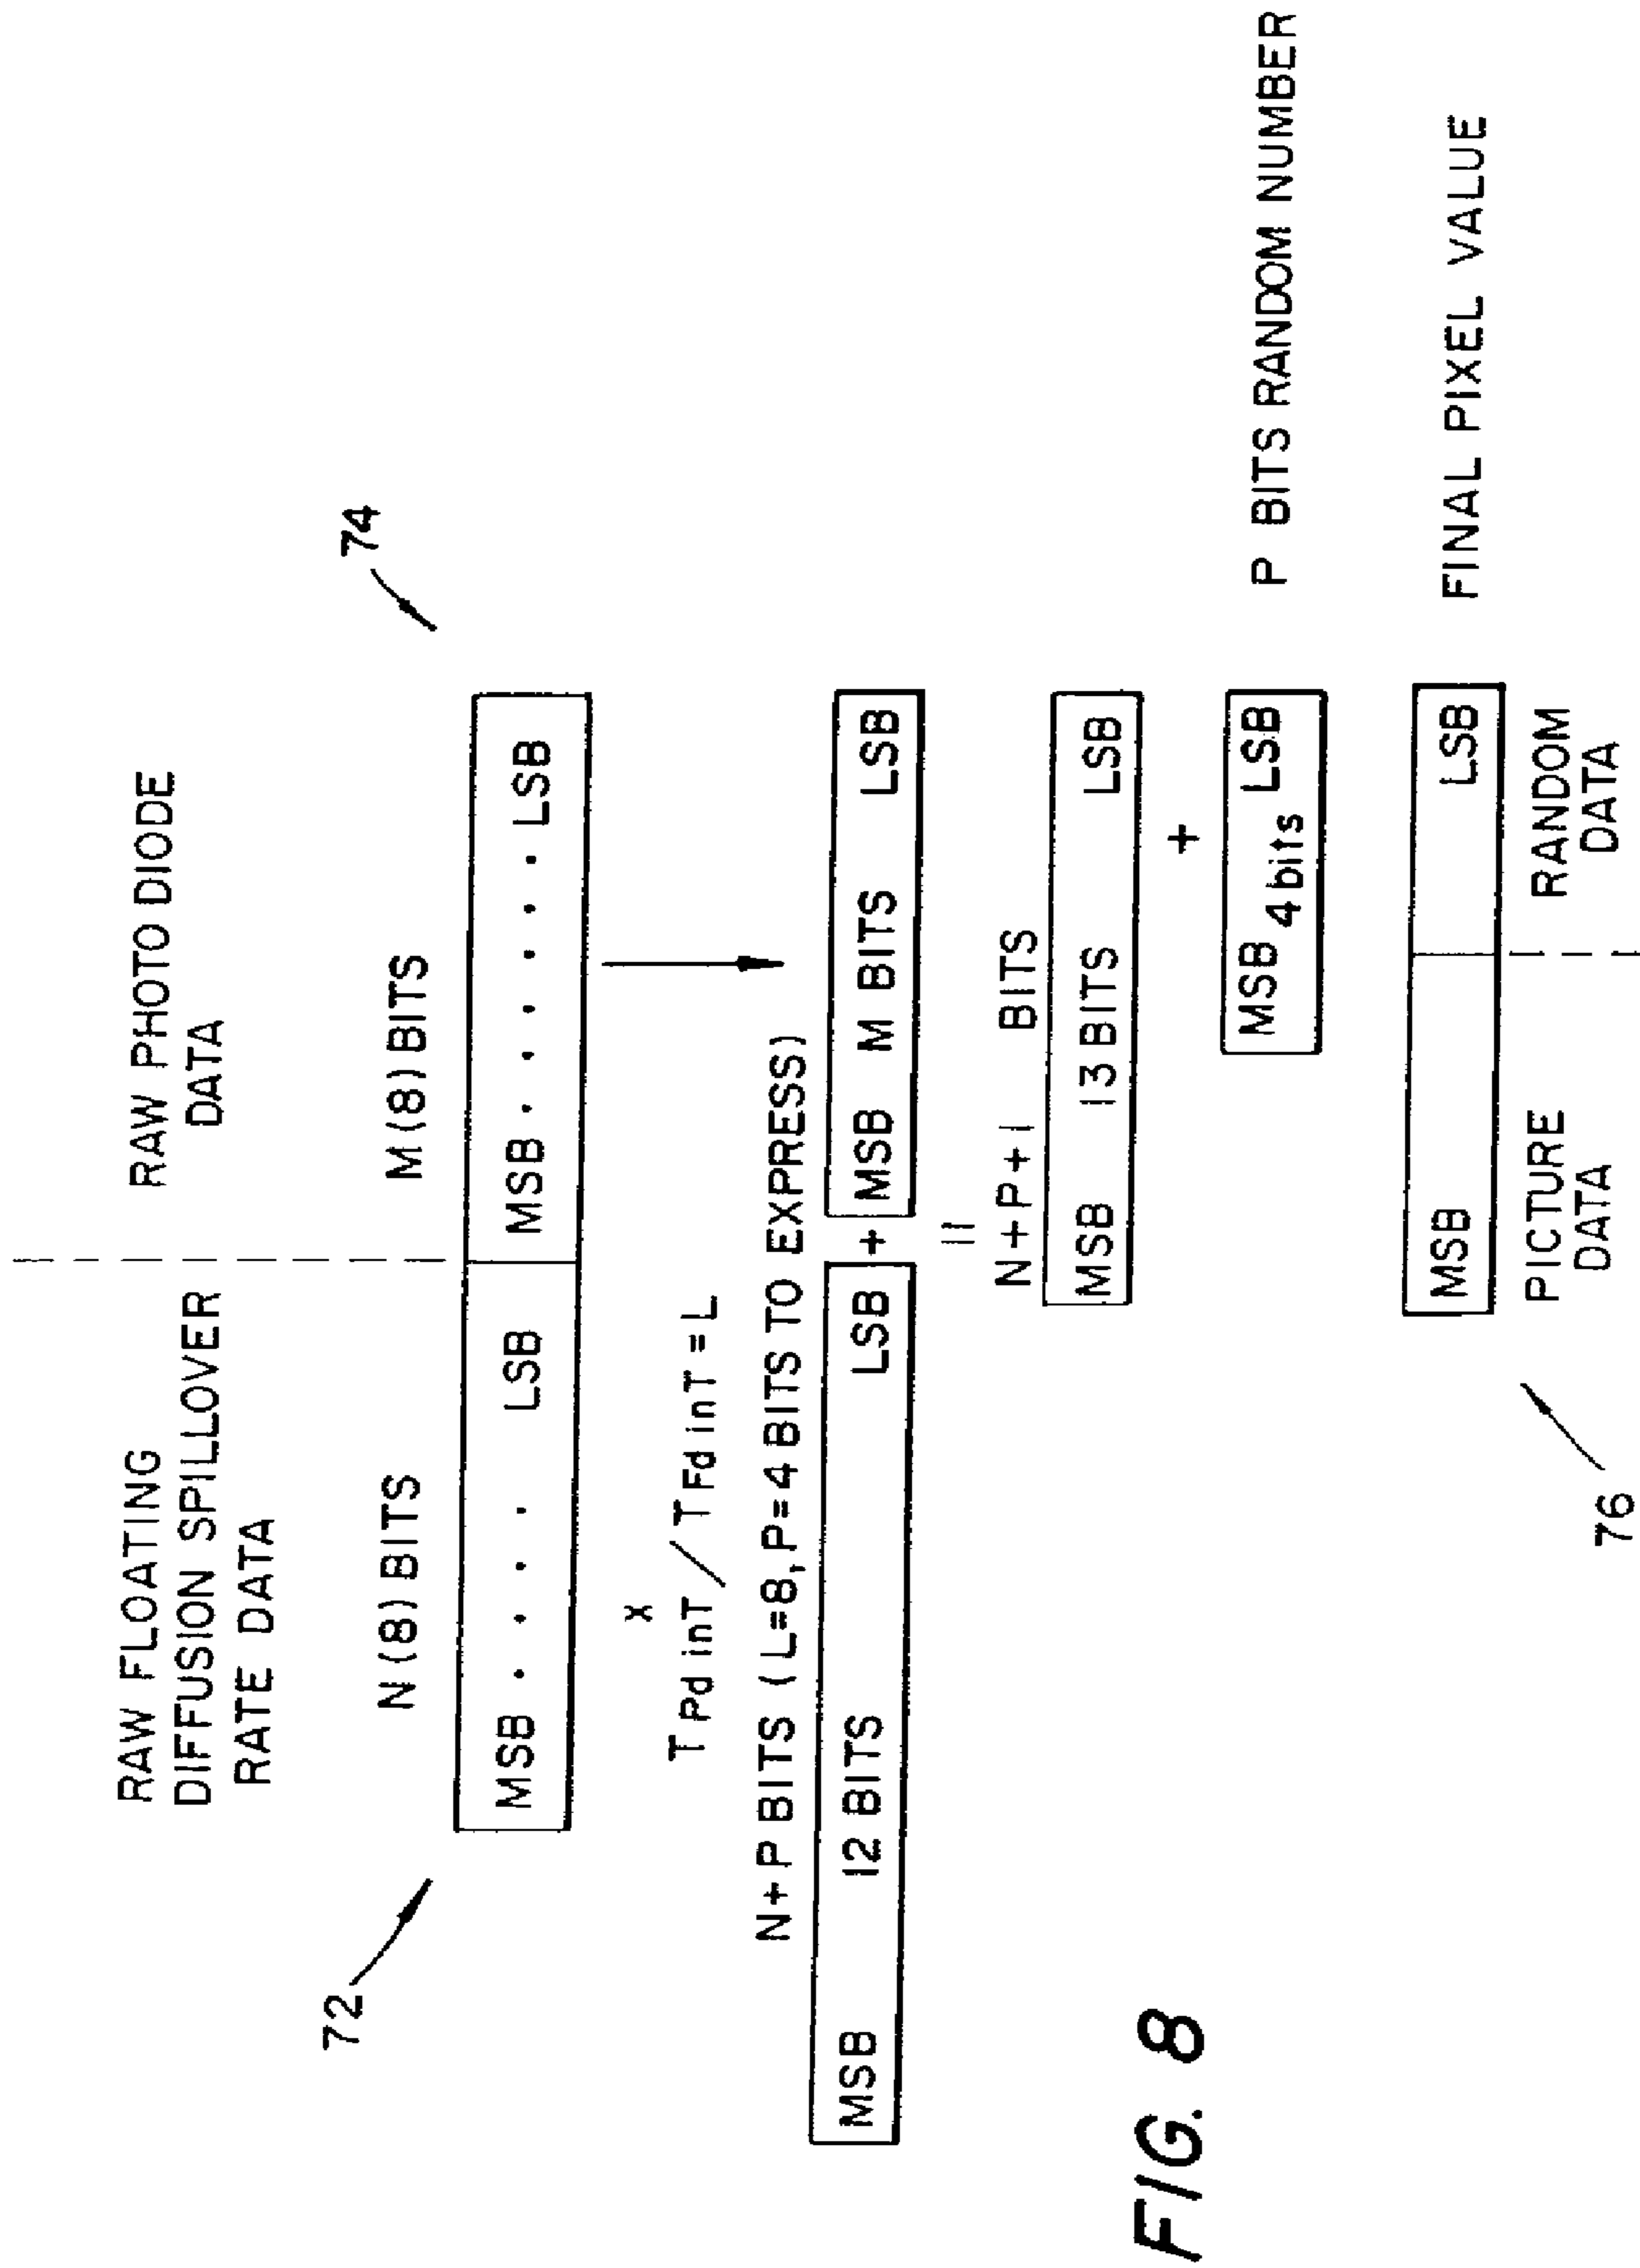 RAW FLOATING
DIFFUSION SPILLOVER
RATE DATA
RAW PHOTO DIODE
DATA
N(8)BITS
M(8)BITS
72
74
MSB . . . . LSB
MSB . . . . . . LSB
x
TPd inT / TFd inT = L
N+P BITS (L=8, P=4 BITS TO EXPRESS)
MSB 12 BITS LSB + MSB M BITS LSB
=
N+P+1 BITS
MSB 13 BITS LSB
+
MSB 4 bits LSB P BITS RANDOM NUMBER
MSB LSB FINAL PIXEL VALUE
76
PICTURE
DATA
RANDOM
DATA
FIG. 8